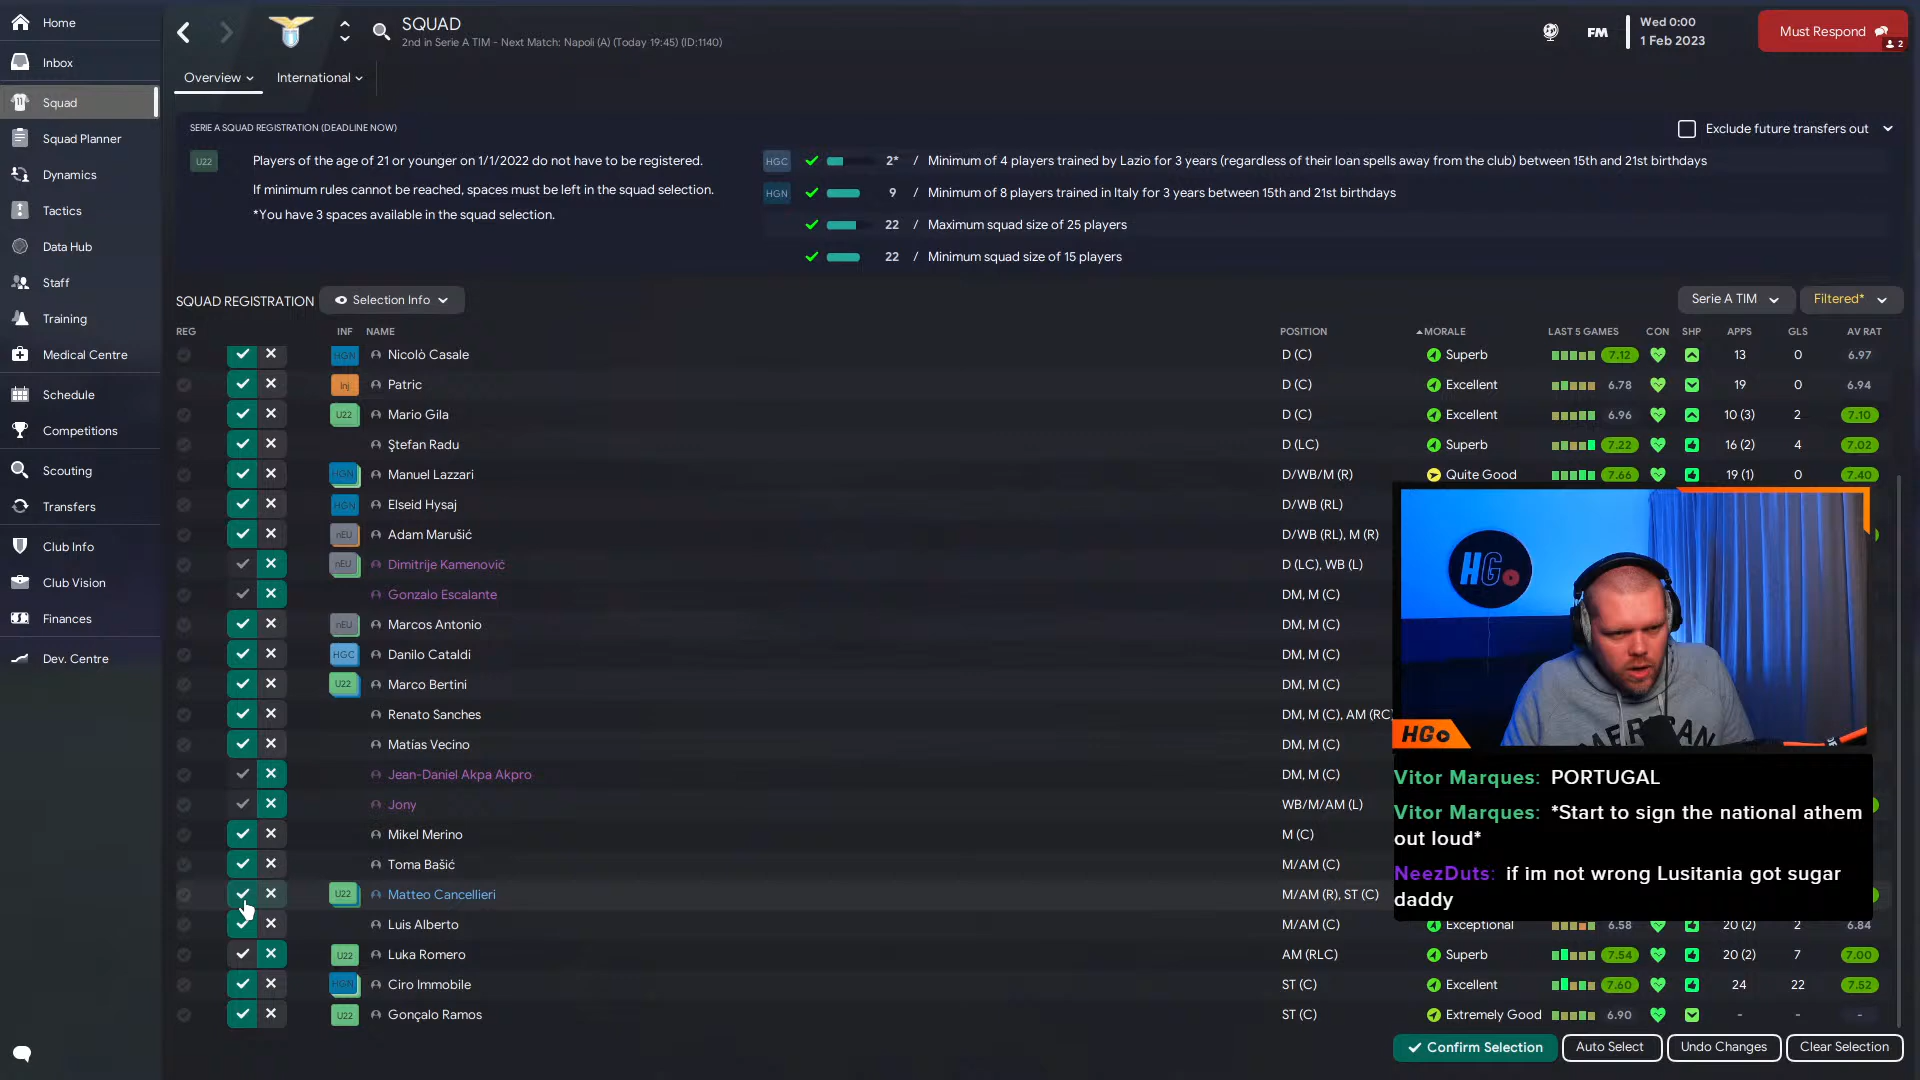 Home
Inbox
Squad
Squad Planner
Dynamics
Tactics
Data Hub
Staff
Training
Medical Centre
Schedule
Competitions
Scouting
Transfers
Club Info
Club Vision
Finances
Dev. Centre
SQUAD
2nd in Serie A TIM - Next Match: Napoli (A) (Today 19:45) (ID:1140)
FM
Wed 0:00
1 Feb 2023
Must Respond
2
Overview
International
SERIE A SQUAD REGISTRATION (DEADLINE NOW)
Exclude future transfers out
U22 Players of the age of 21 or younger on 1/1/2022 do not have to be registered.
If minimum rules cannot be reached, spaces must be left in the squad selection.
*You have 3 spaces available in the squad selection.
HGC 2* / Minimum of 4 players trained by Lazio for 3 years (regardless of their loan spells away from the club) between 15th and 21st birthdays
HGN 9 / Minimum of 8 players trained in Italy for 3 years between 15th and 21st birthdays
22 / Maximum squad size of 25 players
22 / Minimum squad size of 15 players
SQUAD REGISTRATION Selection Info Serie A TIM Filtered*
REG INF NAME POSITION MORALE LAST 5 GAMES CON SHP APPS GLS AV RAT
HGN Nicolò Casale D (C) Superb 7.12 13 0 6.97
Inj Patric D (C) Excellent 6.78 19 0 6.94
U22 Mario Gila D (C) Excellent 6.96 10 (3) 2 7.10
Ştefan Radu D (LC) Superb 7.22 16 (2) 4 7.02
HGN Manuel Lazzari D/WB/M (R) Quite Good 7.66 19 (1) 0 7.40
HGN Elseid Hysaj D/WB (RL)
nEU Adam Marušić D/WB (RL), M (R)
nEU Dimitrije Kamenović D (LC), WB (L)
Gonzalo Escalante DM, M (C)
nEU Marcos Antonio DM, M (C)
HGC Danilo Cataldi DM, M (C)
U22 Marco Bertini DM, M (C)
Renato Sanches DM, M (C), AM (RC
Matías Vecino DM, M (C)
Jean-Daniel Akpa Akpro DM, M (C)
Jony WB/M/AM (L)
Mikel Merino M (C)
Toma Bašić M/AM (C)
U22 Matteo Cancellieri M/AM (R), ST (C)
Luis Alberto M/AM (C) Exceptional 6.58 20 (2) 2 6.84
U22 Luka Romero AM (RLC) Superb 7.54 20 (2) 7 7.00
HGN Ciro Immobile ST (C) Excellent 7.60 24 22 7.52
U22 Gonçalo Ramos ST (C) Extremely Good 6.90 - - -
HG
HG
Vitor Marques: PORTUGAL
Vitor Marques: *Start to sign the national athem
out loud*
NeezDuts: if im not wrong Lusitania got sugar
daddy
Confirm Selection
Auto Select
Undo Changes
Clear Selection